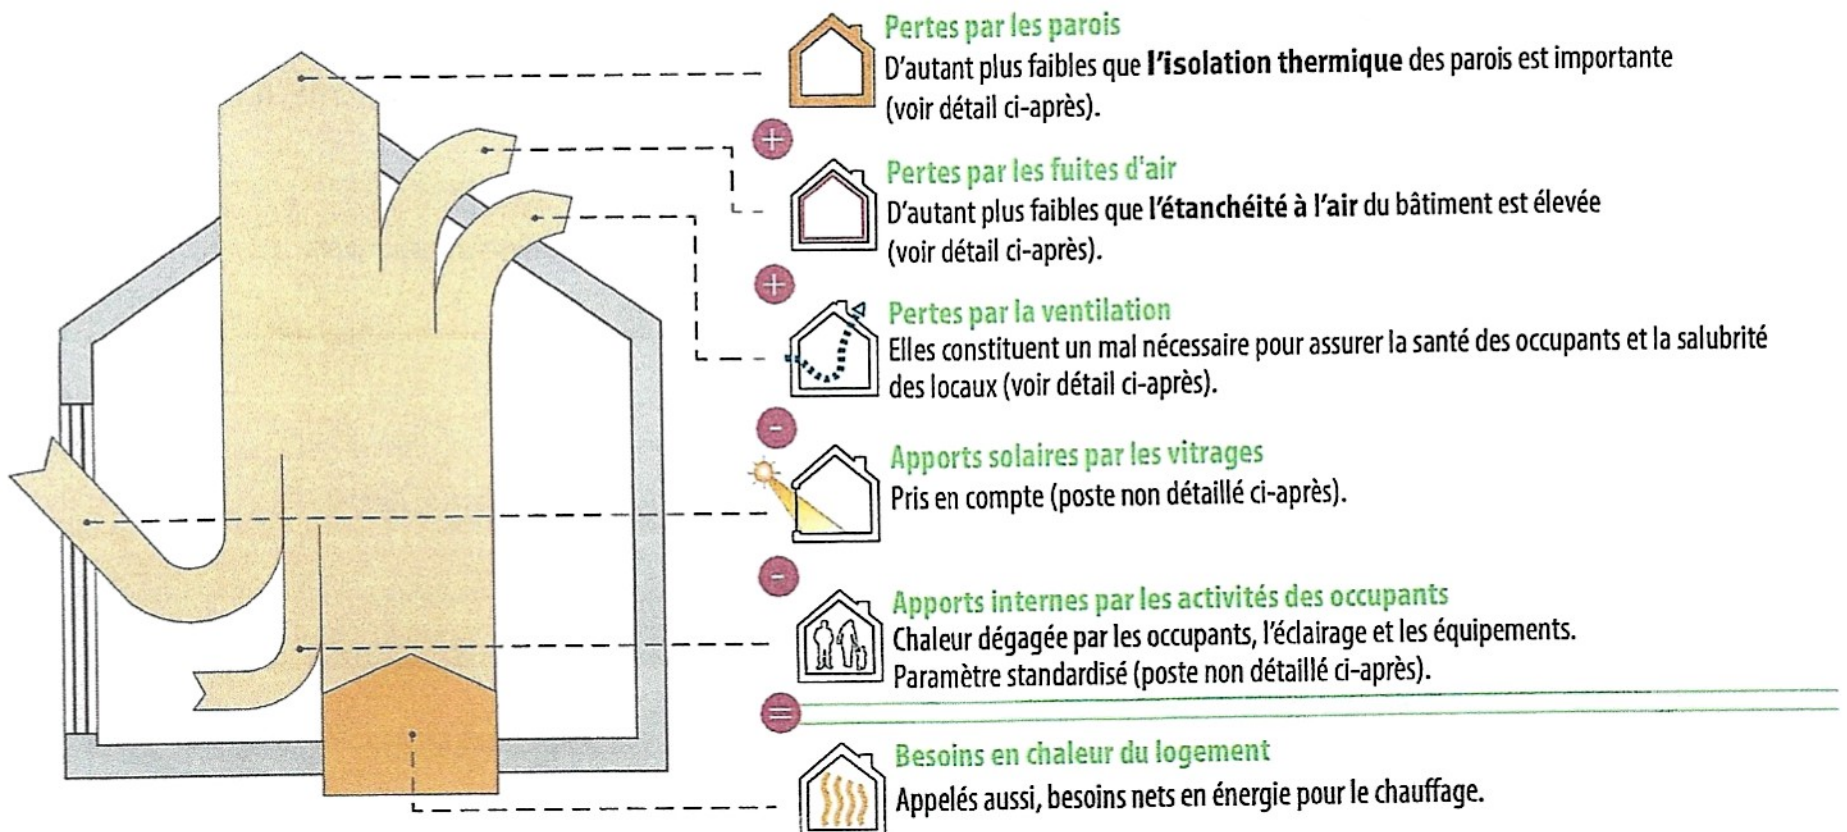 Pertes par les parois
D'autant plus faibles que l'isolation thermique des parois est importante
(voir détail ci-après).
+
Pertes par les fuites d'air
D'autant plus faibles que l'étanchéité à l'air du bâtiment est élevée
(voir détail ci-après).
+
Pertes par la ventilation
Elles constituent un mal nécessaire pour assurer la santé des occupants et la salubrité
des locaux (voir détail ci-après).
-
Apports solaires par les vitrages
Pris en compte (poste non détaillé ci-après).
-
Apports internes par les activités des occupants
Chaleur dégagée par les occupants, l'éclairage et les équipements.
Paramètre standardisé (poste non détaillé ci-après).
=
Besoins en chaleur du logement
Appelés aussi, besoins nets en énergie pour le chauffage.